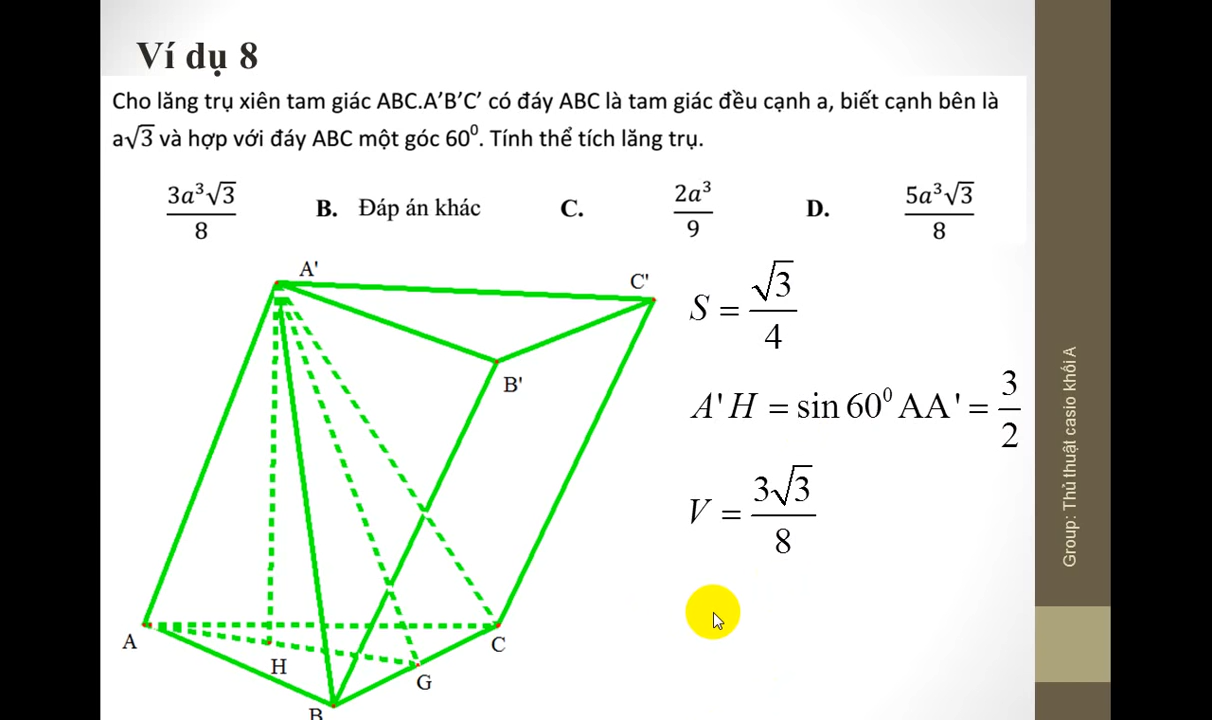 Ví dụ 8
Cho lăng trụ xiên tam giác ABC.A’B’C’ có đáy ABC là tam giác đều cạnh a, biết cạnh bên là
a√3 và hợp với đáy ABC một góc 60⁰. Tính thể tích lăng trụ.
3a³√3/8 B. Đáp án khác C. 2a³/9 D. 5a³√3/8
A'
C'
B'
A
H
B
G
C
S = √3/4
A'H = sin 60⁰ AA' = 3/2
V = 3√3/8
Group: Thủ thuật casio khối A